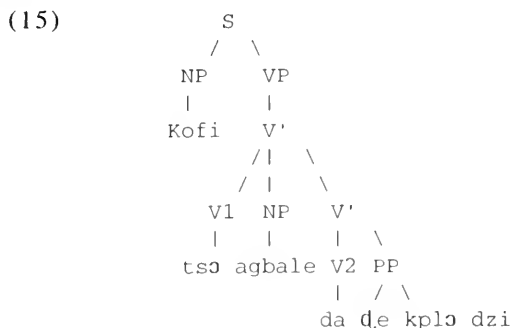 (15) S
NP VP
Kofi V'
V1 NP V'
tsɔ agbale V2 PP
da ɖe kplɔ dzi